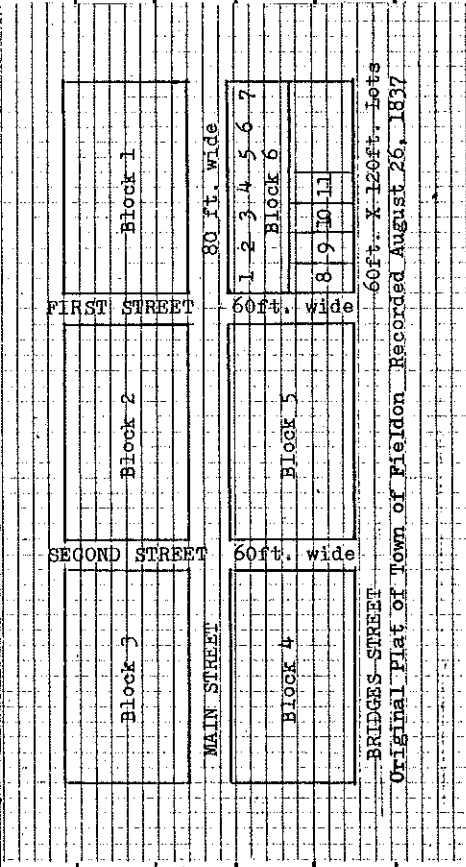 Block 1
80 ft. wide
1 2 3 4 5 6 7
Block 6
8 9 10 11
60ft. X 120ft. Lots
FIRST STREET 60ft. wide
Block 2
Block 5
SECOND STREET 60ft. wide
Block 3
MAIN STREET
Block 4
BRIDGES STREET
Original Plat of Town of Fieldon Recorded August 26, 1837